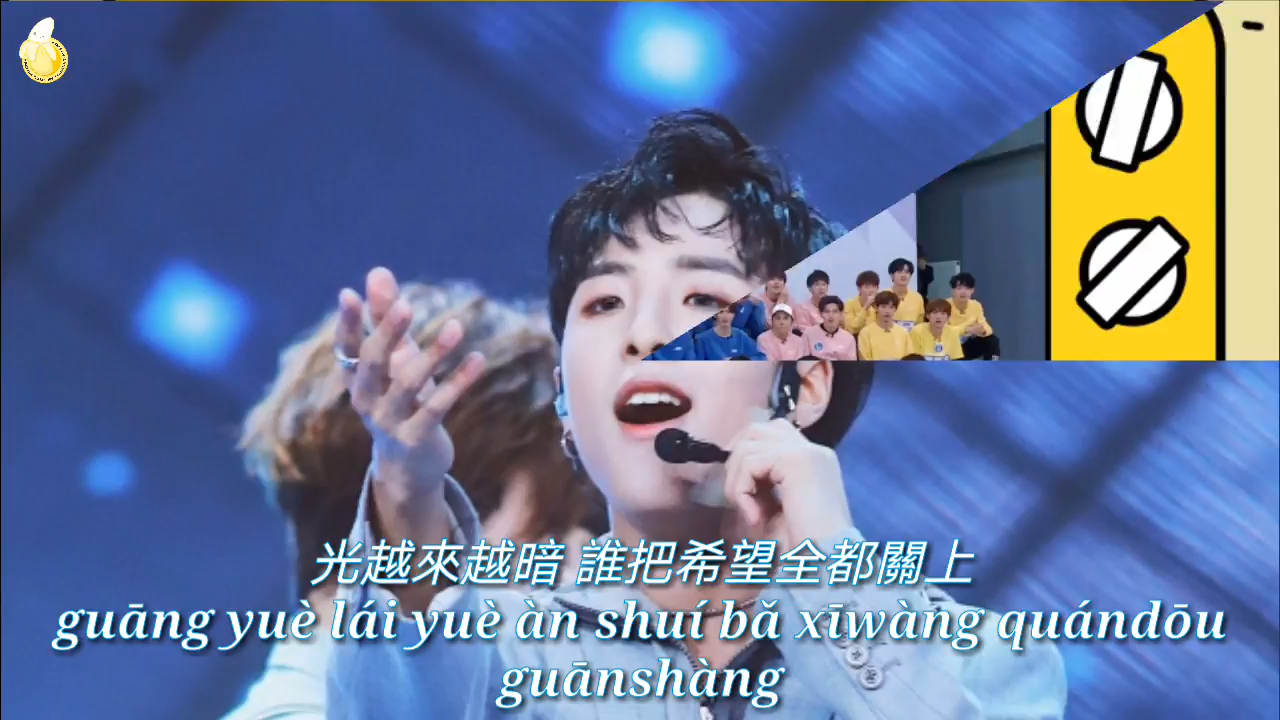 光越來越暗 誰把希望全都關上
guāng yuè lái yuè àn shuí bǎ xīwàng quándōu
guānshàng